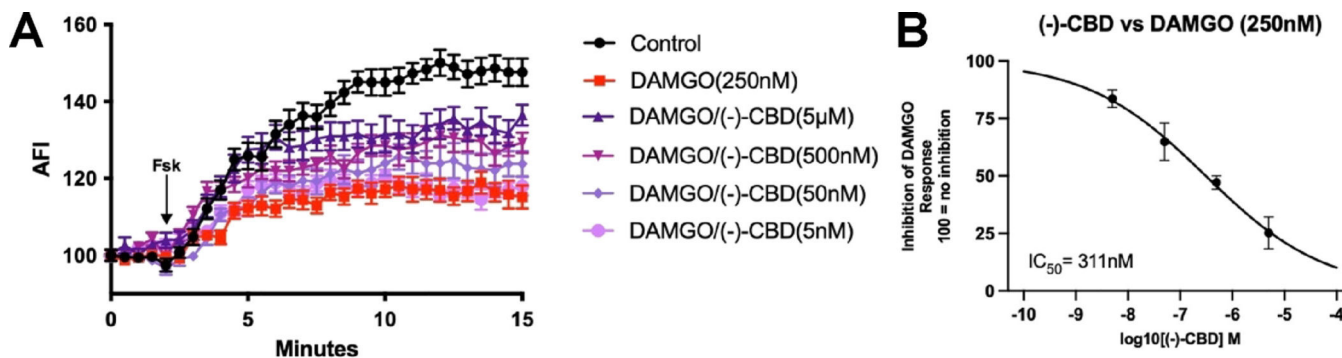 A
160
140
120
100
AFI
Fsk
0
5
10
15
Minutes
Control
DAMGO(250nM)
DAMGO/(-)-CBD(5µM)
DAMGO/(-)-CBD(500nM)
DAMGO/(-)-CBD(50nM)
DAMGO/(-)-CBD(5nM)
B
(-)-CBD vs DAMGO (250nM)
Inhibition of DAMGO
Response
100 = no inhibition
100
75
50
25
0
IC50= 311nM
-10
-9
-8
-7
-6
-5
-4
log10[(-)-CBD] M